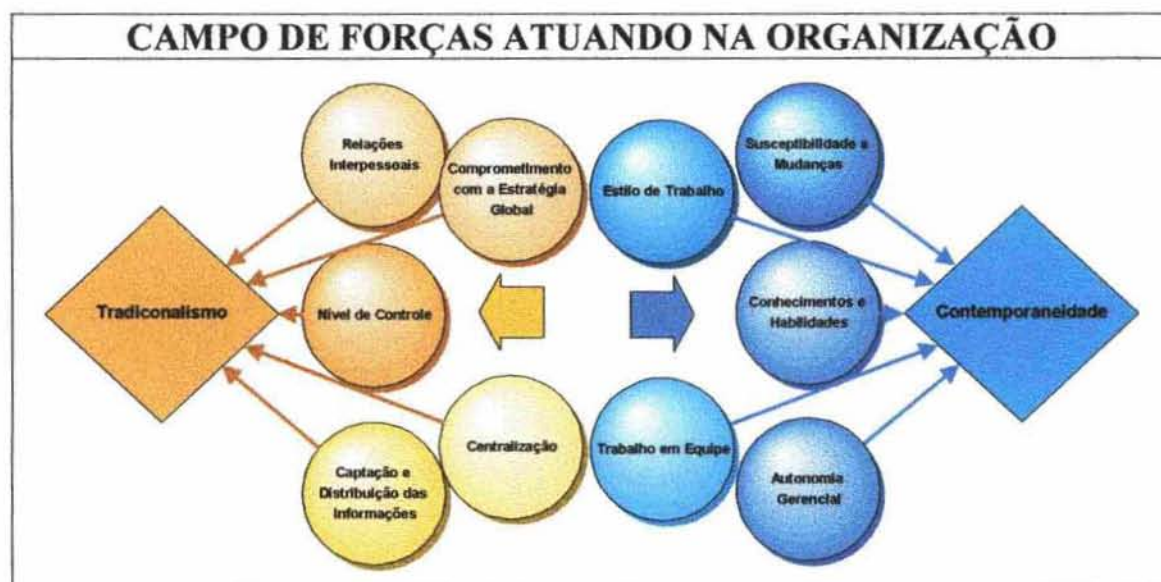 CAMPO DE FORÇAS ATUANDO NA ORGANIZAÇÃO
Relações
Interpessoais
Comprometimento
com a Estratégia
Global
Estilo de Trabalho
Susceptibilidade a
Mudanças
Tradiconalismo
Nível de Controle
Conhecimentos e
Habilidades
Contemporaneidade
Captação e
Distribuição das
Informações
Centralização
Trabalho em Equipe
Autonomia
Gerencial